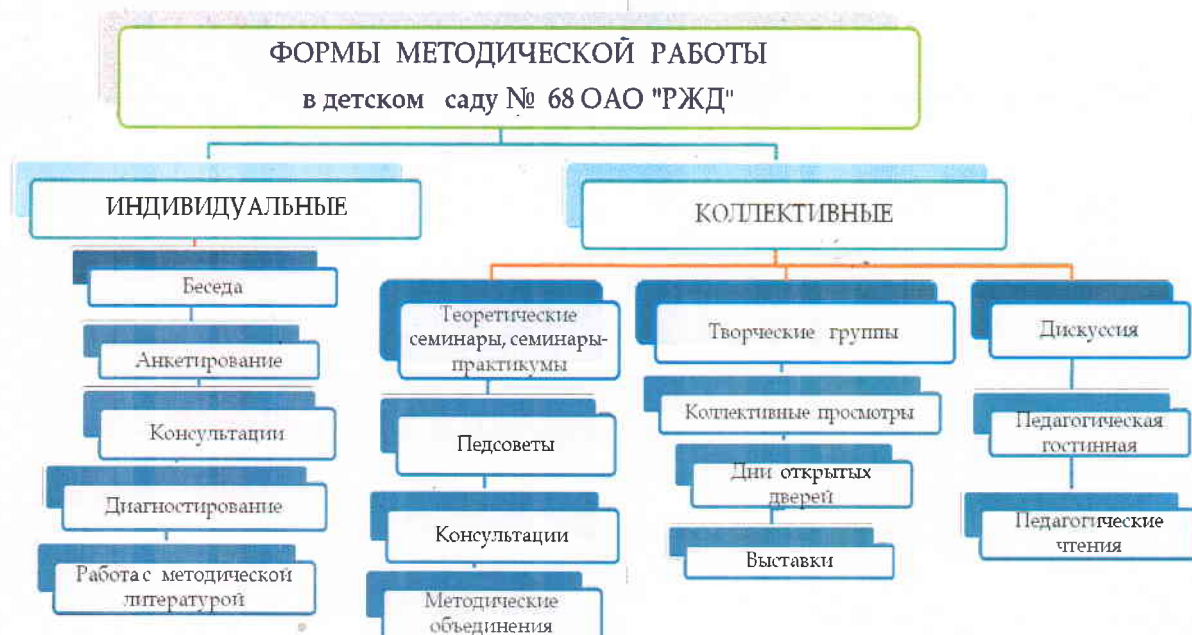 ФОРМЫ МЕТОДИЧЕСКОЙ РАБОТЫ
в детском саду № 68 ОАО "РЖД"
ИНДИВИДУАЛЬНЫЕ
Беседа
Анкетирование
Консультации
Диагностирование
Работа с методической
литературой
КОЛЛЕКТИВНЫЕ
Теоретические
семинары, семинары-
практикумы
Педсоветы
Консультации
Методические
объединения
Творческие группы
Коллективные просмотры
Дни открытых
дверей
Выставки
Дискуссия
Педагогическая
гостинная
Педагогические
чтения